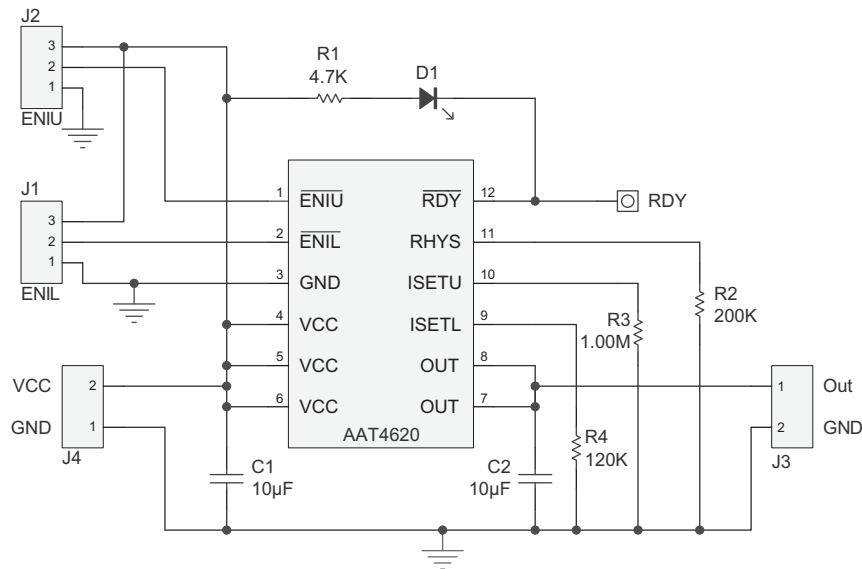 J2
3
2
1
ENIU
R1
4.7K
D1
J1
3
2
1
ENIL
1 ENIU
2 ENIL
3 GND
4 VCC
5 VCC
6 VCC
RDY 12
RHYS 11
ISETU 10
ISETL 9
OUT 8
OUT 7
AAT4620
RDY
R2
200K
R3
1.00M
R4
120K
VCC 2
GND 1
J4
C1
10µF
C2
10µF
1 Out
2 GND
J3